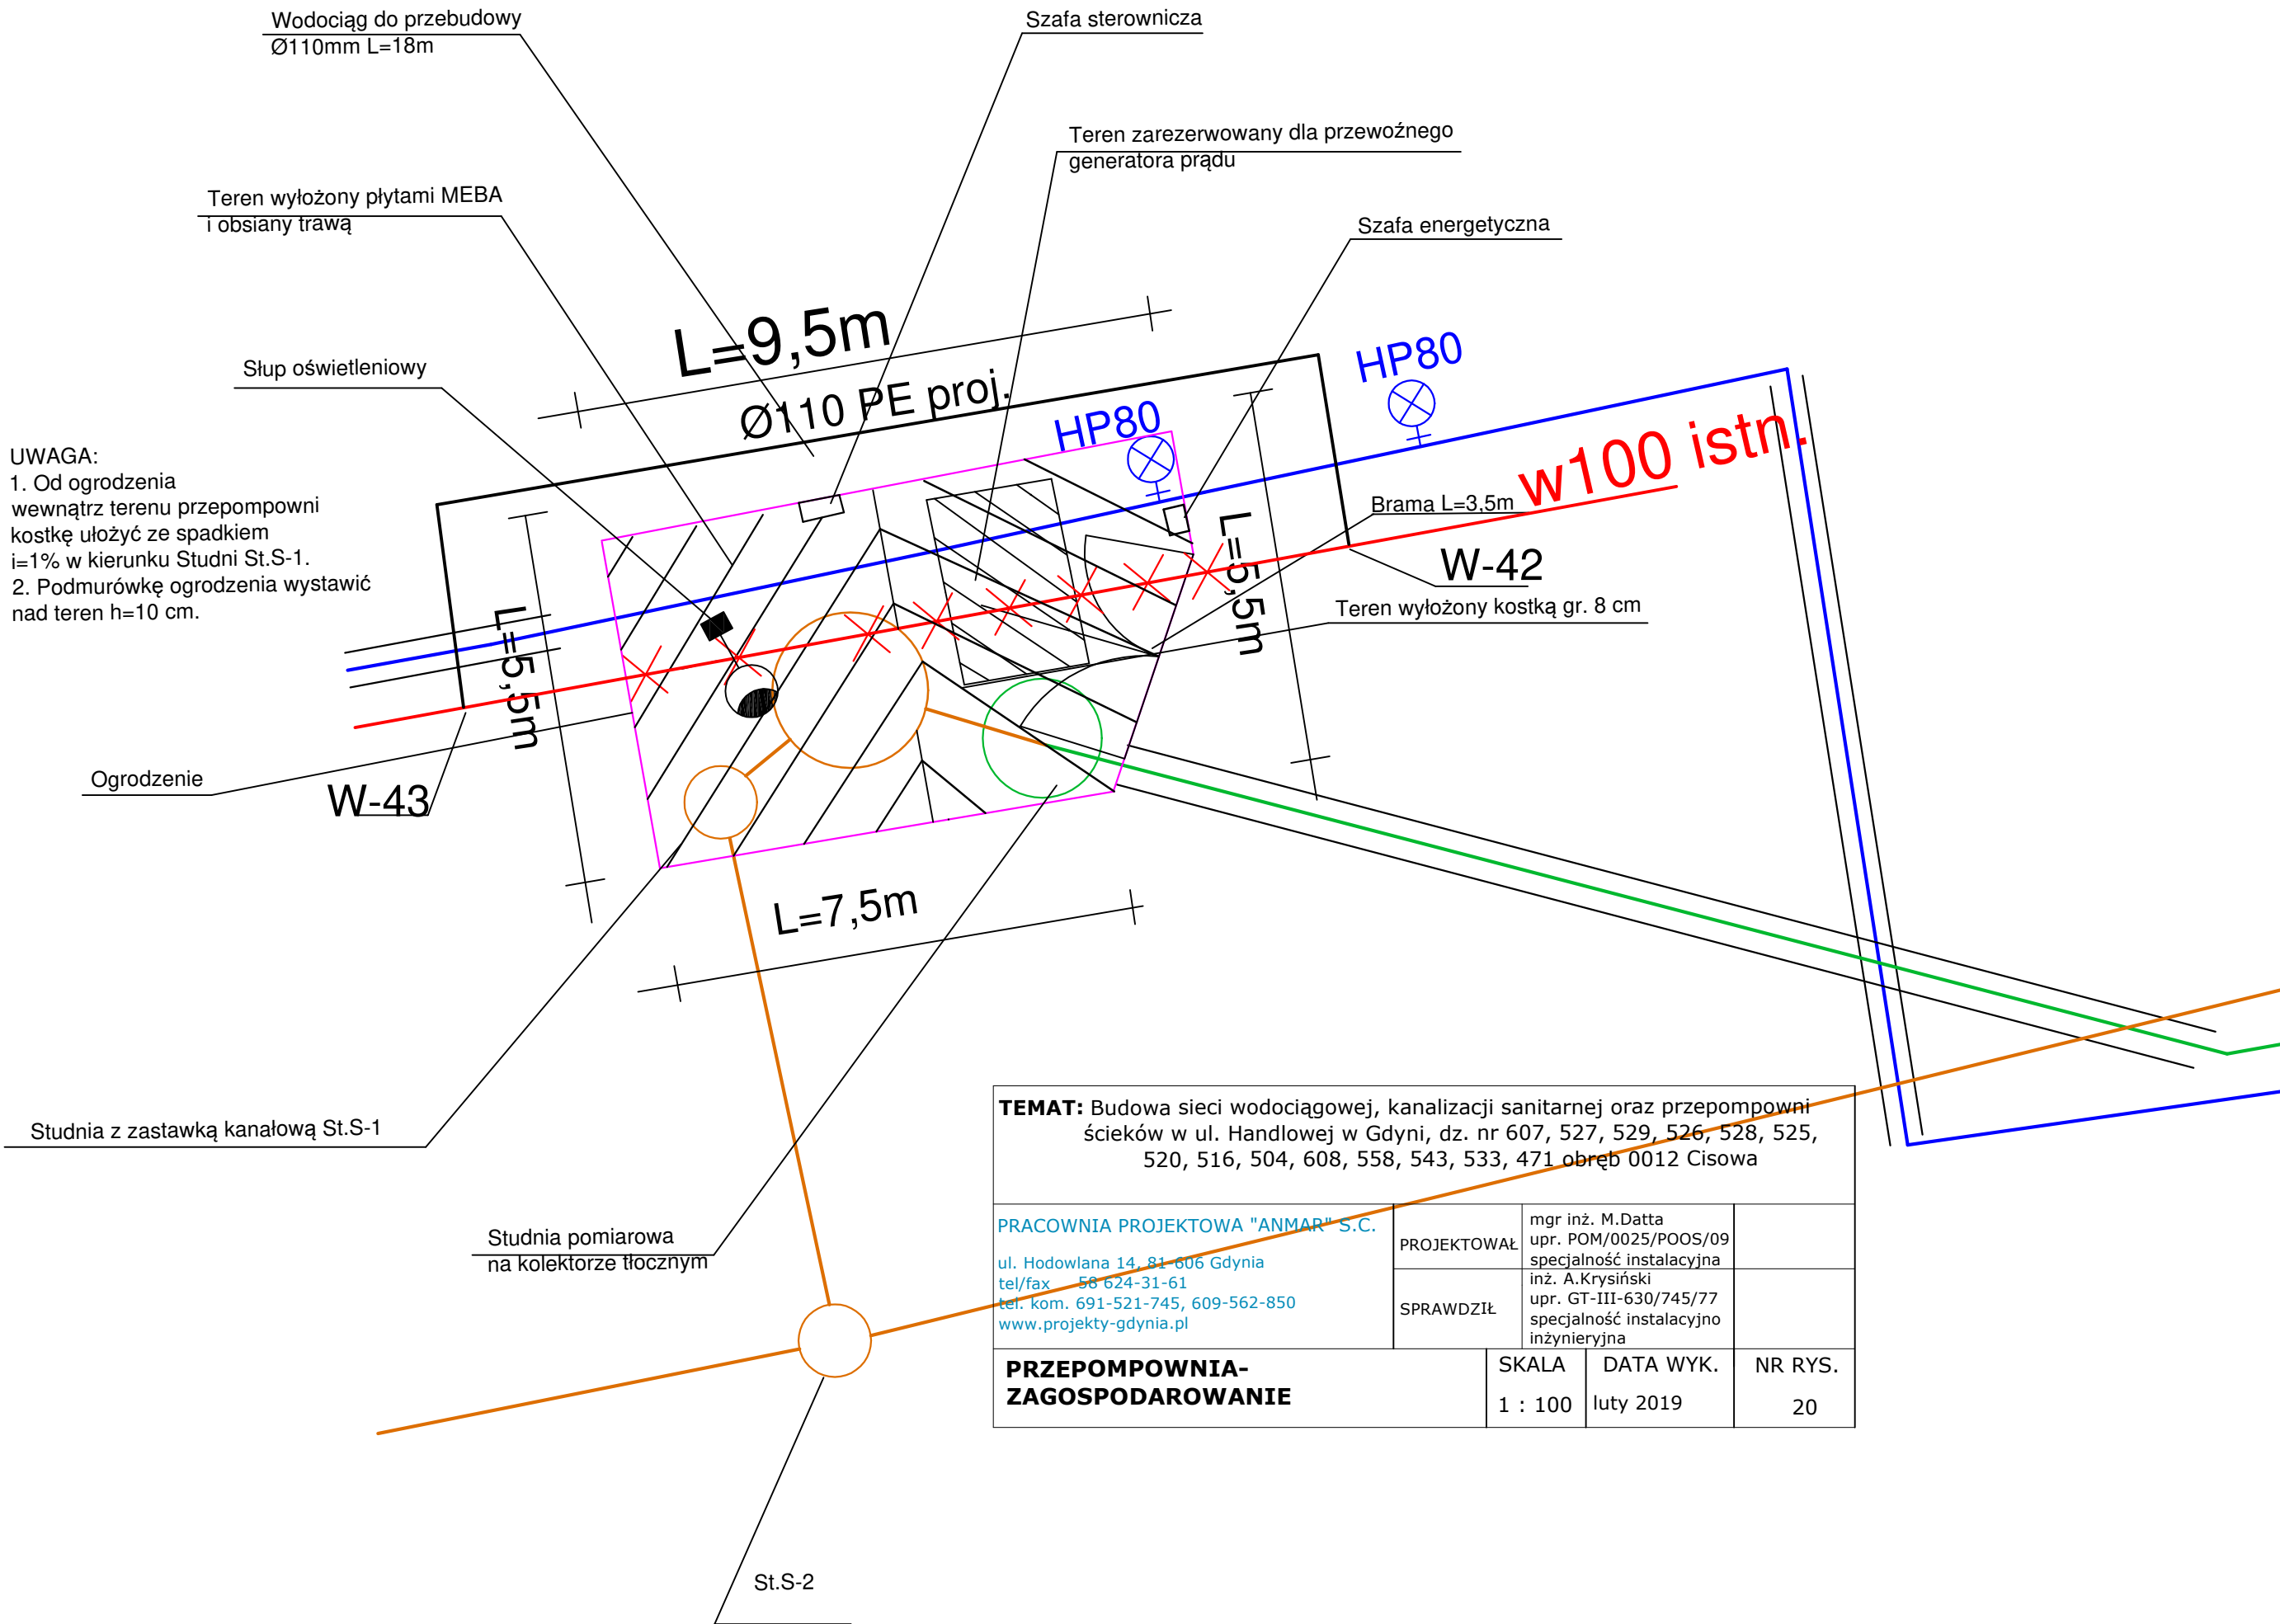 Wodociąg do przebudowy
Ø110mm L=18m
Szafa sterownicza
Teren zarezerwowany dla przewoźnego
generatora prądu
Teren wyłożony płytami MEBA
i obsiany trawą
Szafa energetyczna
L=9,5m
Słup oświetleniowy
Ø110 PE proj.
HP80
HP80
w100 istn.
UWAGA:
1. Od ogrodzenia
wewnątrz terenu przepompowni
kostkę ułożyć ze spadkiem
i=1% w kierunku Studni St.S-1.
2. Podmurówkę ogrodzenia wystawić
nad teren h=10 cm.
Brama L=3,5m
L=5,5m
W-42
Teren wyłożony kostką gr. 8 cm
L=5,5m
Ogrodzenie
W-43
L=7,5m
Studnia z zastawką kanałową St.S-1
Studnia pomiarowa
na kolektorze tłocznym
St.S-2
TEMAT: Budowa sieci wodociągowej, kanalizacji sanitarnej oraz przepompowni
ścieków w ul. Handlowej w Gdyni, dz. nr 607, 527, 529, 526, 528, 525,
520, 516, 504, 608, 558, 543, 533, 471 obręb 0012 Cisowa
PRACOWNIA PROJEKTOWA "ANMAR" S.C.
ul. Hodowlana 14, 81-606 Gdynia
tel/fax 58 624-31-61
tel. kom. 691-521-745, 609-562-850
www.projekty-gdynia.pl
PROJEKTOWAŁ
mgr inż. M.Datta
upr. POM/0025/POOS/09
specjalność instalacyjna
SPRAWDZIŁ
inż. A.Krysiński
upr. GT-III-630/745/77
specjalność instalacyjno
inżynieryjna
PRZEPOMPOWNIA-
ZAGOSPODAROWANIE
SKALA
1 : 100
DATA WYK.
luty 2019
NR RYS.
20